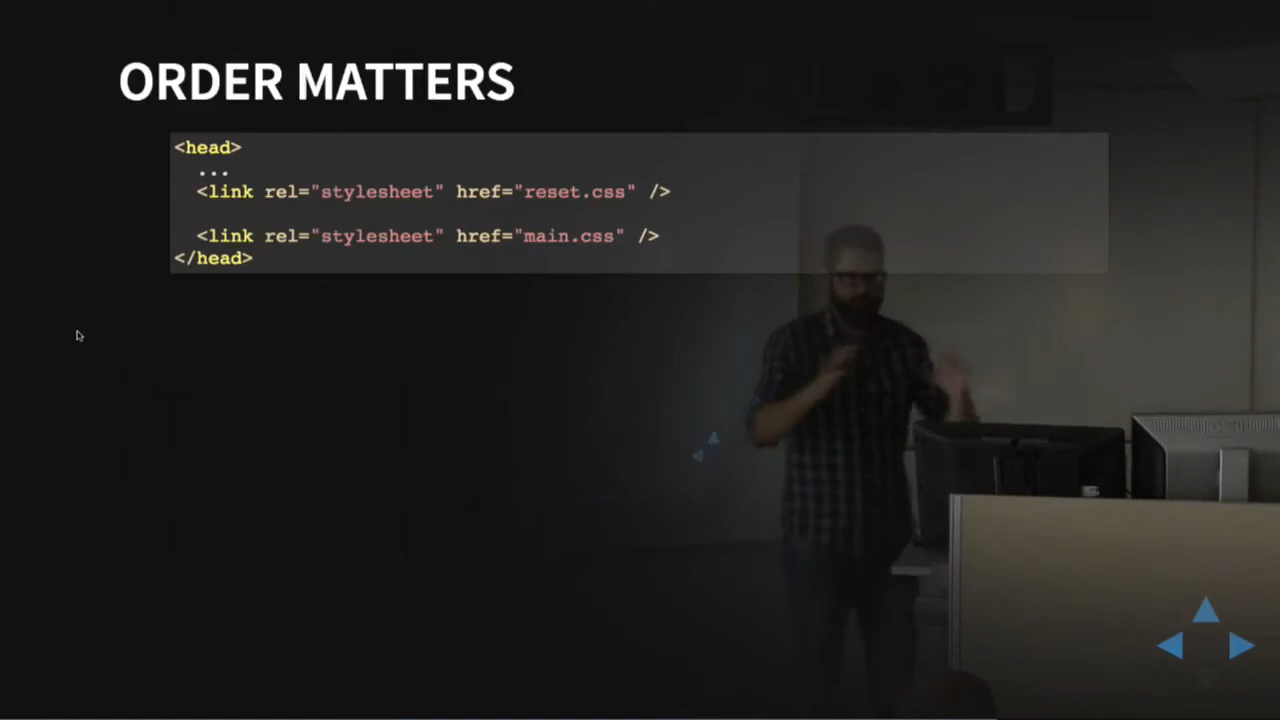 ORDER MATTERS
<head>
...
<link rel="stylesheet" href="reset.css" />
<link rel="stylesheet" href="main.css" />
</head>